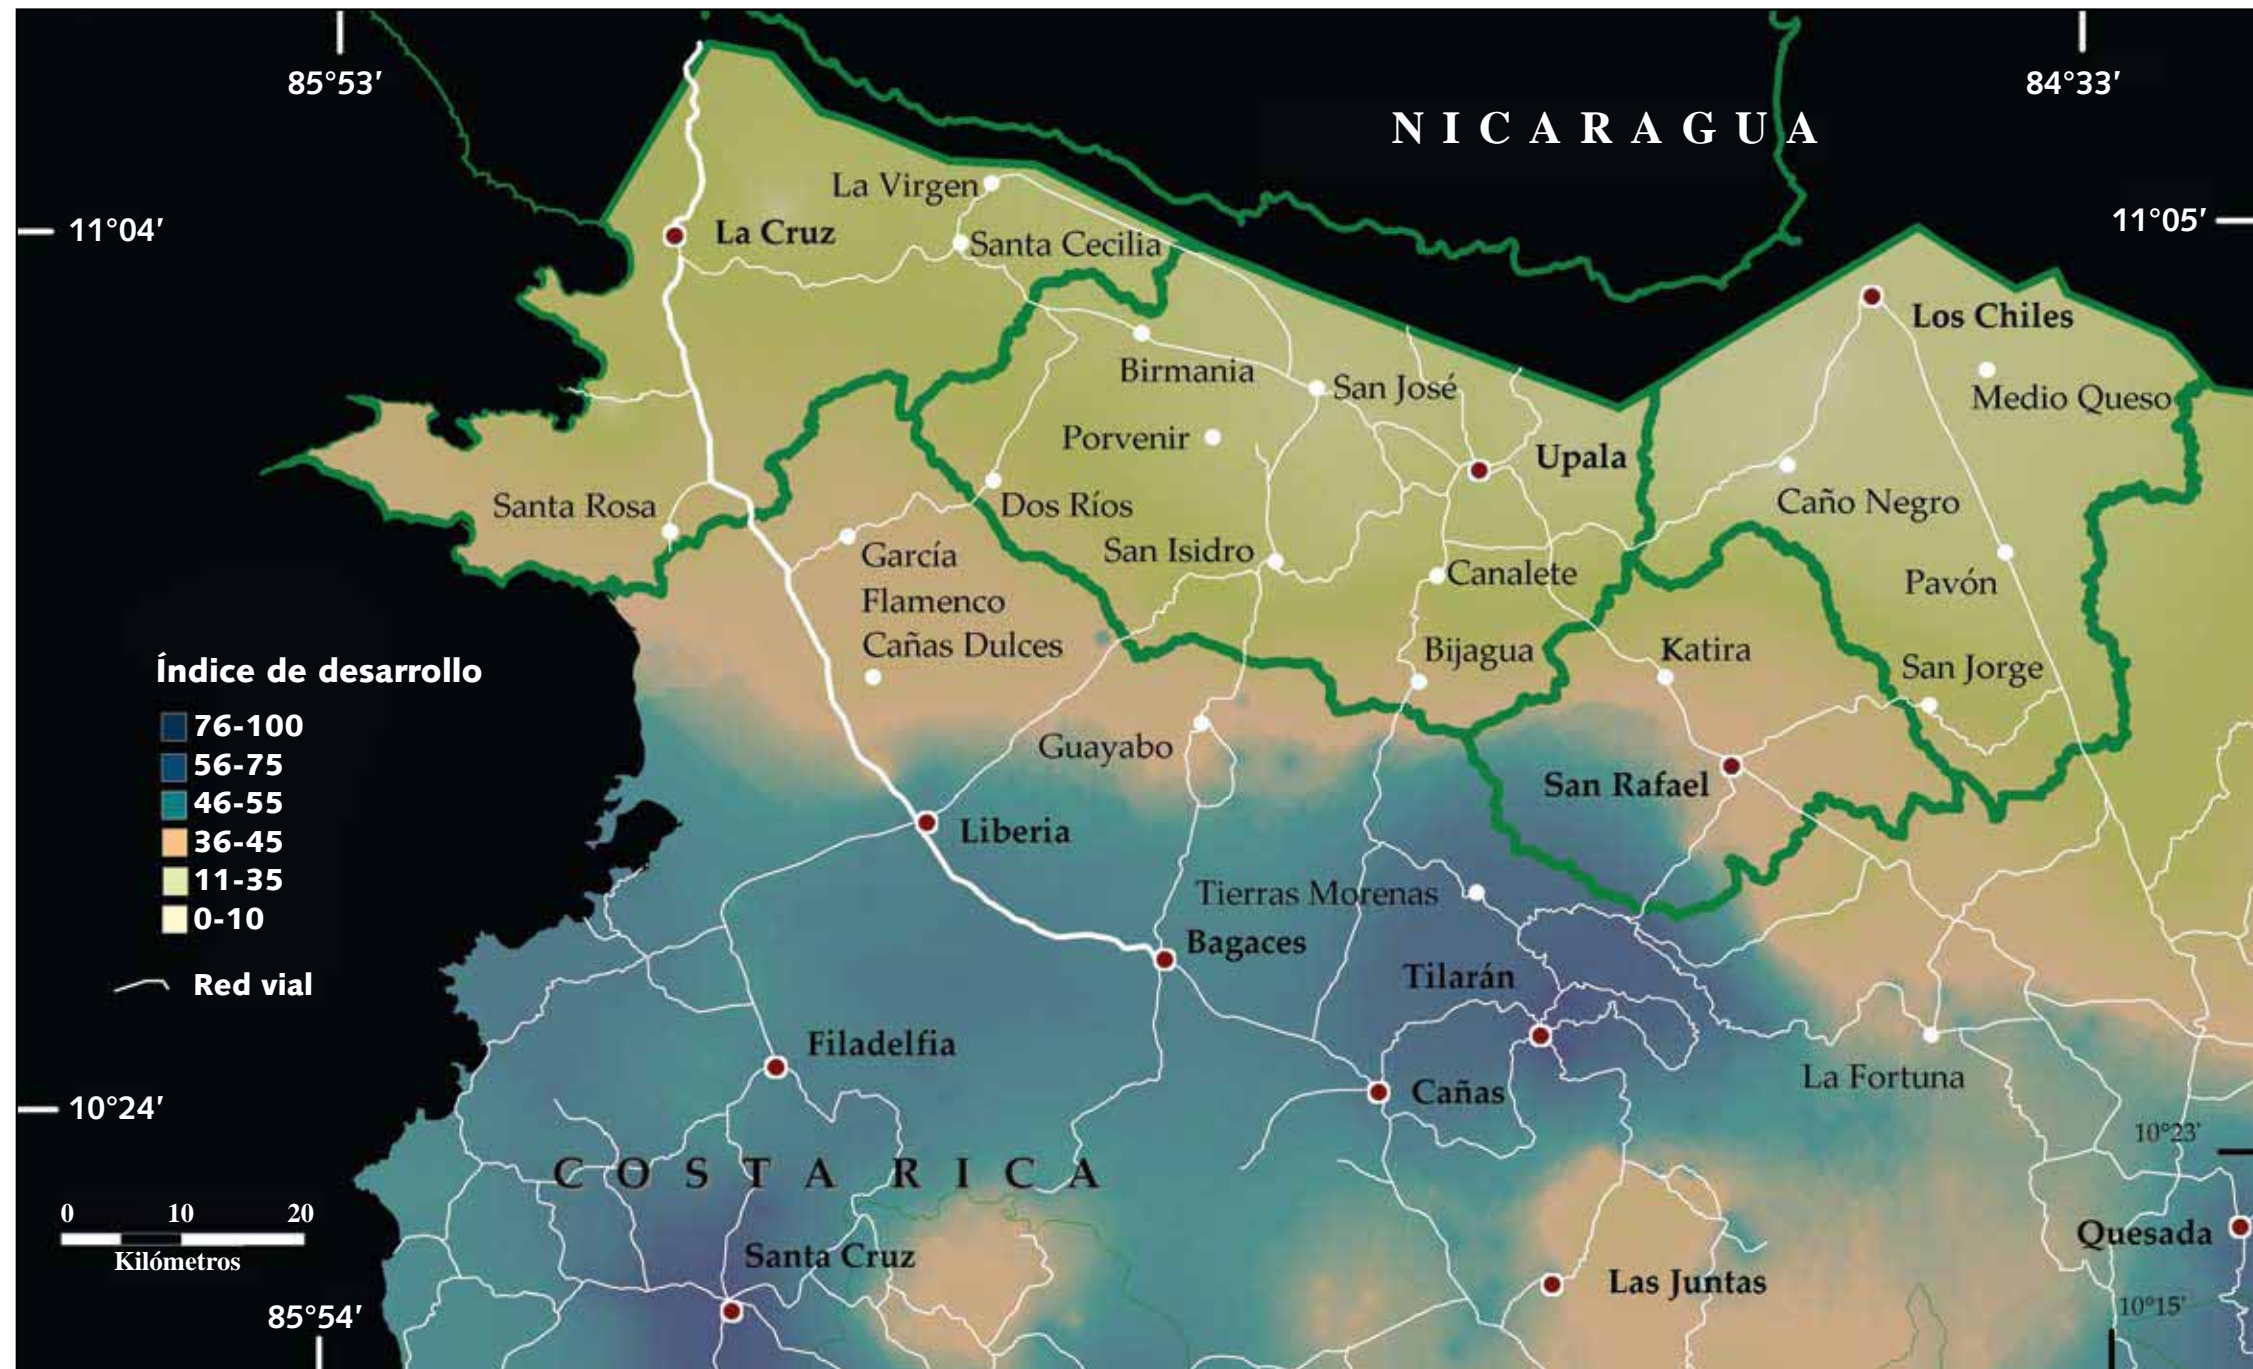 85°53′
84°33′
NICARAGUA
La Virgen
11°04′
11°05′
La Cruz
Santa Cecilia
Los Chiles
Birmania
San José
Medio Queso
Porvenir
Upala
Santa Rosa
Dos Ríos
Caño Negro
García
Flamenco
Cañas Dulces
San Isidro
Canalete
Pavón
Bijagua
Katira
San Jorge
Índice de desarrollo
76-100
56-75
46-55
36-45
11-35
0-10
Red vial
Guayabo
San Rafael
Liberia
Tierras Morenas
Bagaces
Tilarán
Filadelfia
Cañas
La Fortuna
10°24′
10°23′
COSTA RICA
0 10 20
Kilómetros
Santa Cruz
Quesada
Las Juntas
10°15′
85°54′